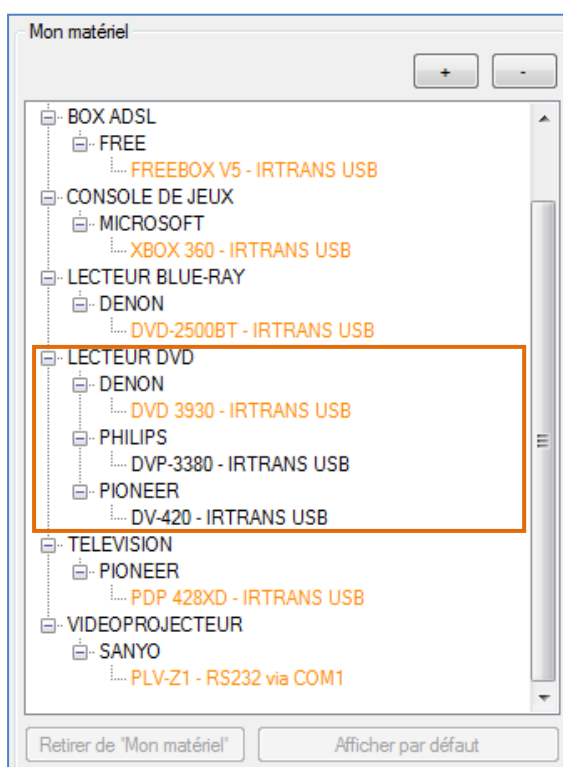 Mon matériel
+ -
BOX ADSL
FREE
FREEBOX V5 - IRTRANS USB
CONSOLE DE JEUX
MICROSOFT
XBOX 360 - IRTRANS USB
LECTEUR BLUE-RAY
DENON
DVD-2500BT - IRTRANS USB
LECTEUR DVD
DENON
DVD 3930 - IRTRANS USB
PHILIPS
DVP-3380 - IRTRANS USB
PIONEER
DV-420 - IRTRANS USB
TELEVISION
PIONEER
PDP 428XD - IRTRANS USB
VIDEOPROJECTEUR
SANYO
PLV-Z1 - RS232 via COM1
Retirer de "Mon matériel" Afficher par défaut